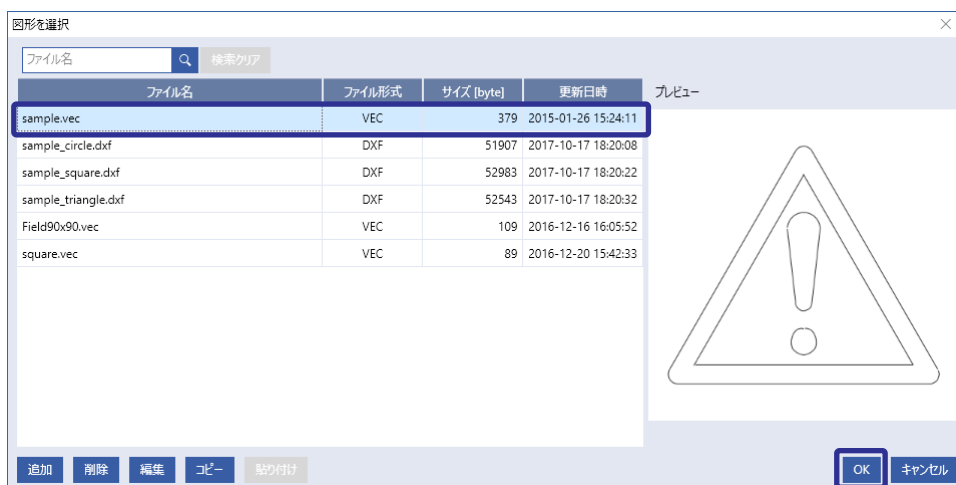 図形を選択
ファイル名 検索クリア
ファイル名 ファイル形式 サイズ [byte] 更新日時 プレビュー
sample.vec VEC 379 2015-01-26 15:24:11
sample_circle.dxf DXF 51907 2017-10-17 18:20:08
sample_square.dxf DXF 52983 2017-10-17 18:20:22
sample_triangle.dxf DXF 52543 2017-10-17 18:20:32
Field90x90.vec VEC 109 2016-12-16 16:05:52
square.vec VEC 89 2016-12-20 15:42:33
追加 削除 編集 コピー 貼り付け OK キャンセル